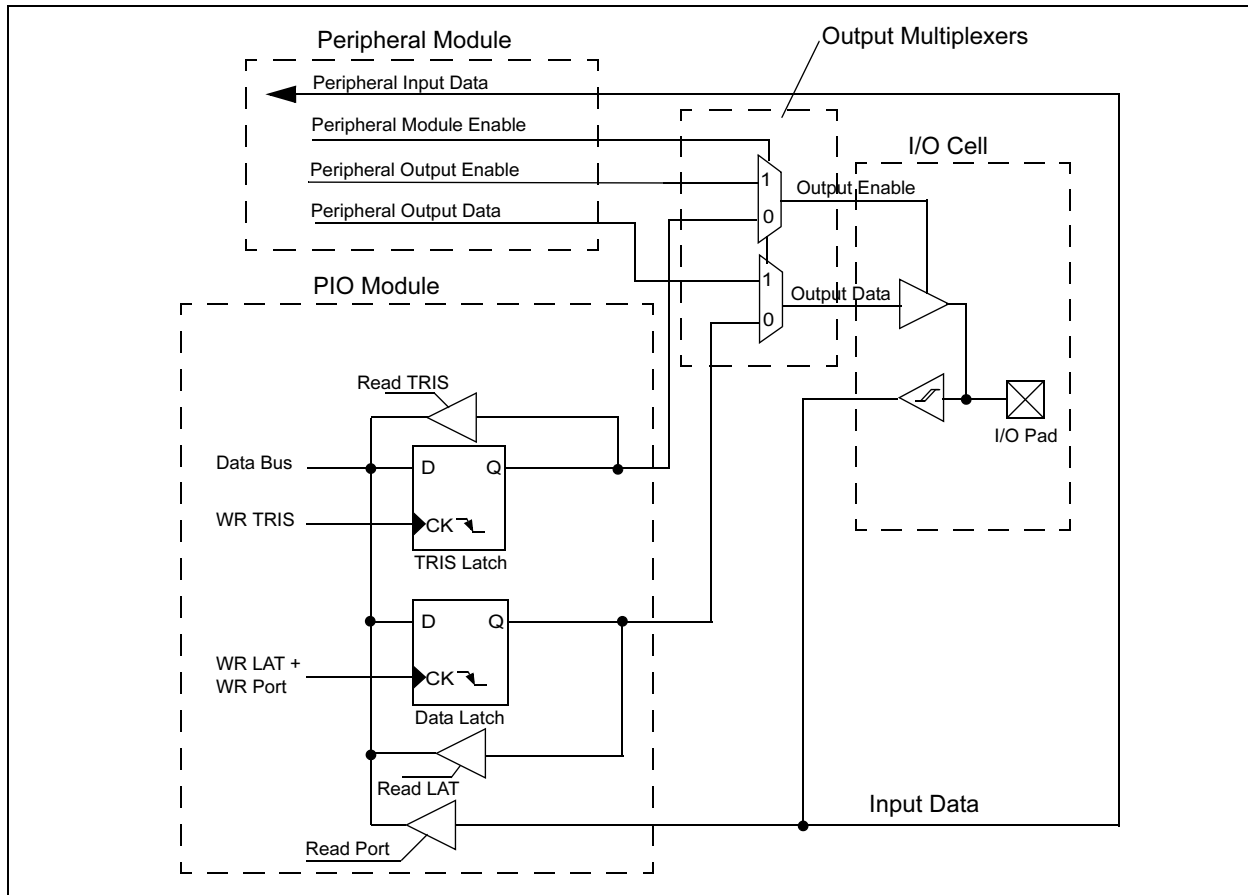 Peripheral Module
Output Multiplexers
Peripheral Input Data
Peripheral Module Enable
I/O Cell
Peripheral Output Enable
1
Output Enable
Peripheral Output Data
0
PIO Module
1
Output Data
0
Read TRIS
I/O Pad
Data Bus
D
Q
WR TRIS
CK
TRIS Latch
D
Q
WR LAT +
WR Port
CK
Data Latch
Read LAT
Input Data
Read Port